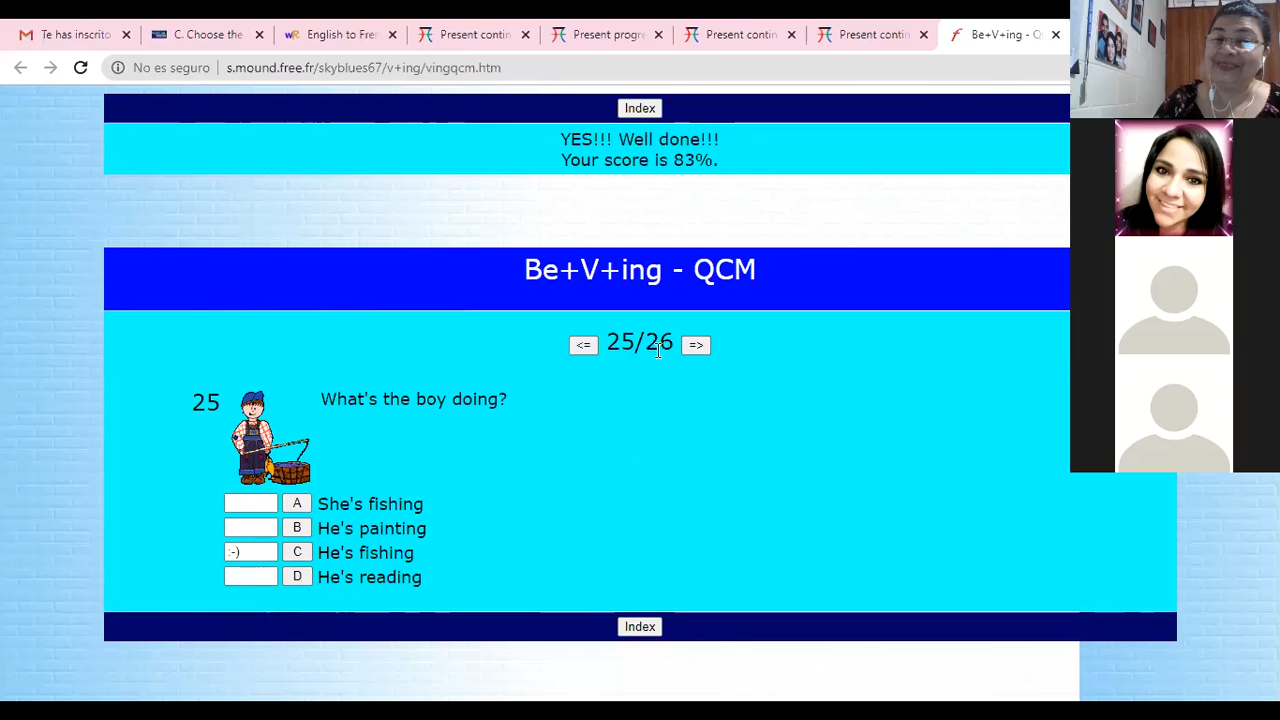 Te has inscrito
C. Choose the
English to Fren
Present contin
Present progre
Present contin
Present contin
Be+V+ing - Q
No es seguro
s.mound.free.fr/skyblues67/v+ing/vingqcm.htm
Index
YES!!! Well done!!!
Your score is 83%.
Be+V+ing - QCM
<= 25/26 =>
25 What's the boy doing?
A She's fishing
B He's painting
:-) C He's fishing
D He's reading
Index